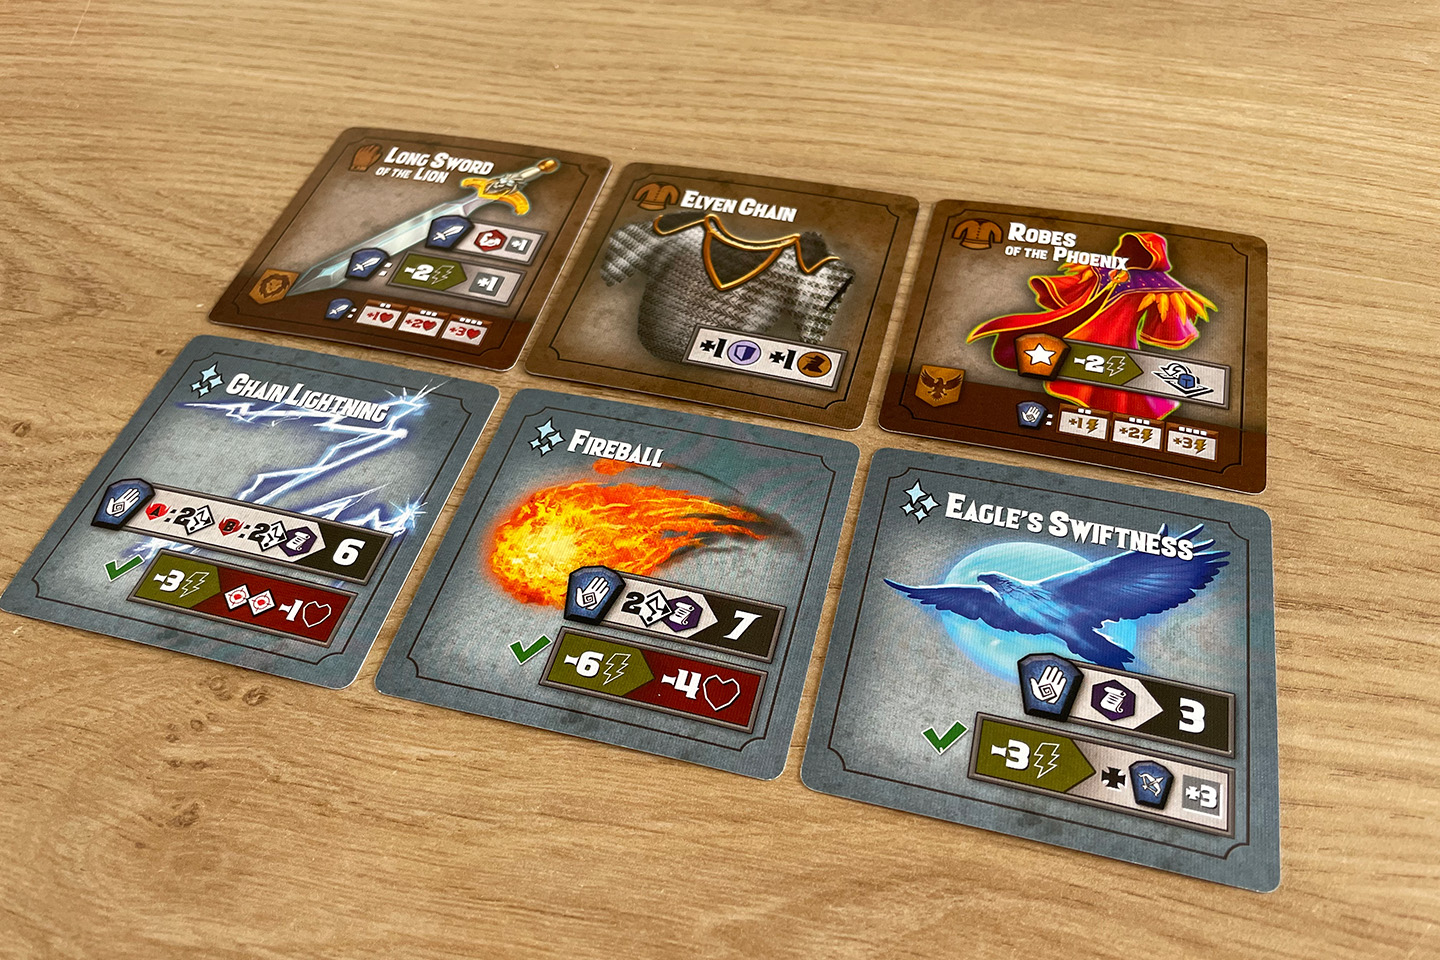 LONG SWORD
OF THE LION
+1
-2 +1
+1 +2 +3
ELVEN CHAIN
+1 +1
ROBES
OF THE PHOENIX
-2
+1 +2 +3
CHAIN LIGHTNING
A:2 B:2 6
-3 -1
FIREBALL
2 7
-6 -4
EAGLE'S SWIFTNESS
3
-3 +3